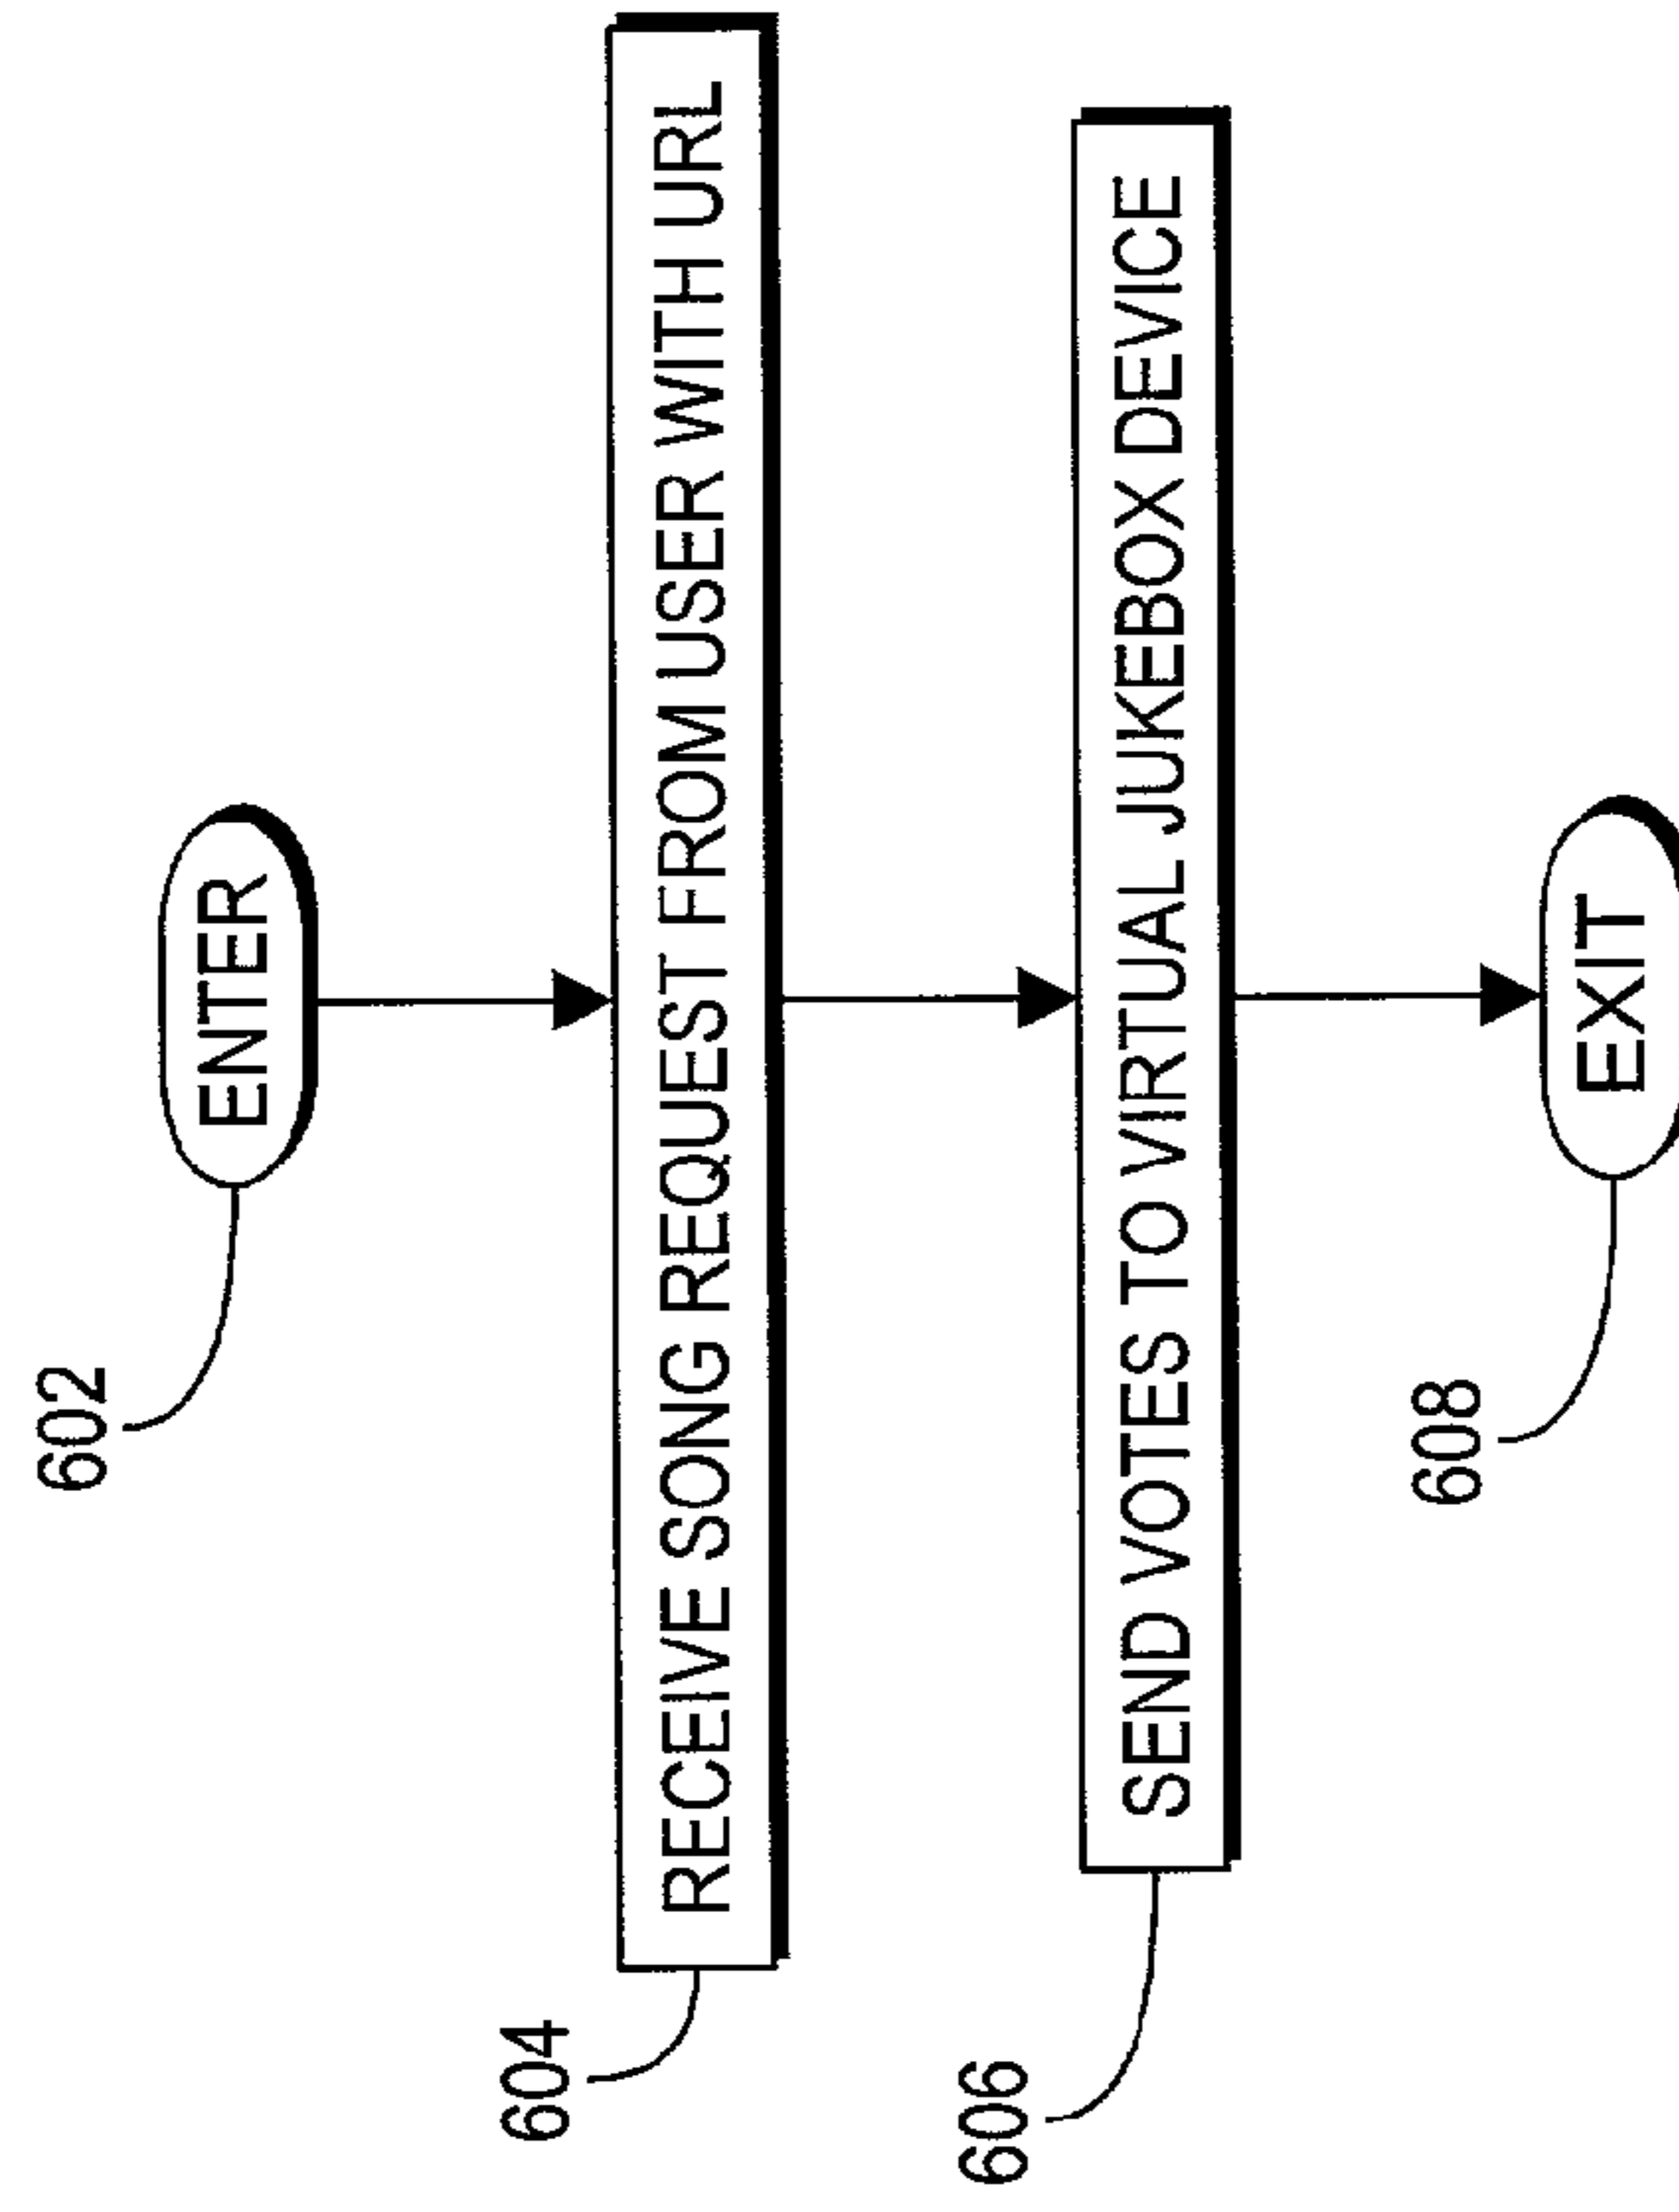 602
ENTER
604
RECEIVE SONG REQUEST FROM USER WITH URL
606
SEND VOTES TO VIRTUAL JUKEBOX DEVICE
608
EXIT